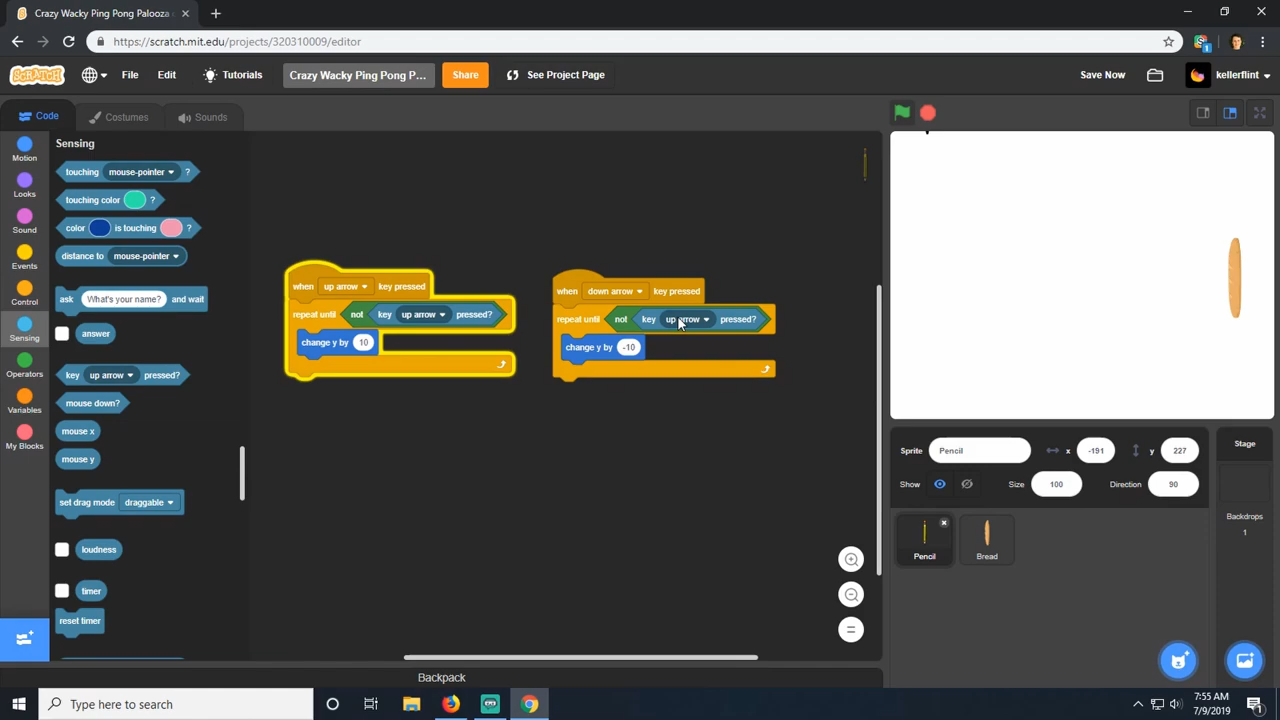 Crazy Wacky Ping Pong Palooza
https://scratch.mit.edu/projects/320310009/editor
1
SCRATCH
File
Edit
Tutorials
Crazy Wacky Ping Pong P...
Share
See Project Page
Save Now
kellerflint
Code
Costumes
Sounds
Motion
Looks
Sound
Events
Control
Sensing
Operators
Variables
My Blocks
Sensing
touching mouse-pointer ?
touching color ?
color is touching ?
distance to mouse-pointer
ask What's your name? and wait
answer
key up arrow pressed?
mouse down?
mouse x
mouse y
set drag mode draggable
loudness
timer
reset timer
when up arrow key pressed
repeat until not key up arrow pressed?
change y by 10
when down arrow key pressed
repeat until not key up arrow pressed?
change y by -10
Sprite Pencil x -191 y 227
Show Size 100 Direction 90
Pencil
Bread
Stage
Backdrops
1
Backpack
Type here to search
7:55 AM
7/9/2019
1